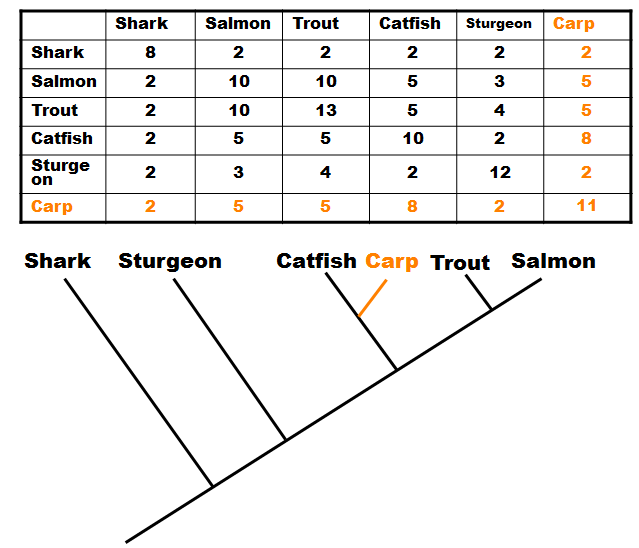 Shark Salmon Trout Catfish Sturgeon Carp
Shark 8 2 2 2 2 2
Salmon 2 10 10 5 3 5
Trout 2 10 13 5 4 5
Catfish 2 5 5 10 2 8
Sturge
on 2 3 4 2 12 2
Carp 2 5 5 8 2 11
Shark Sturgeon Catfish Carp Trout Salmon